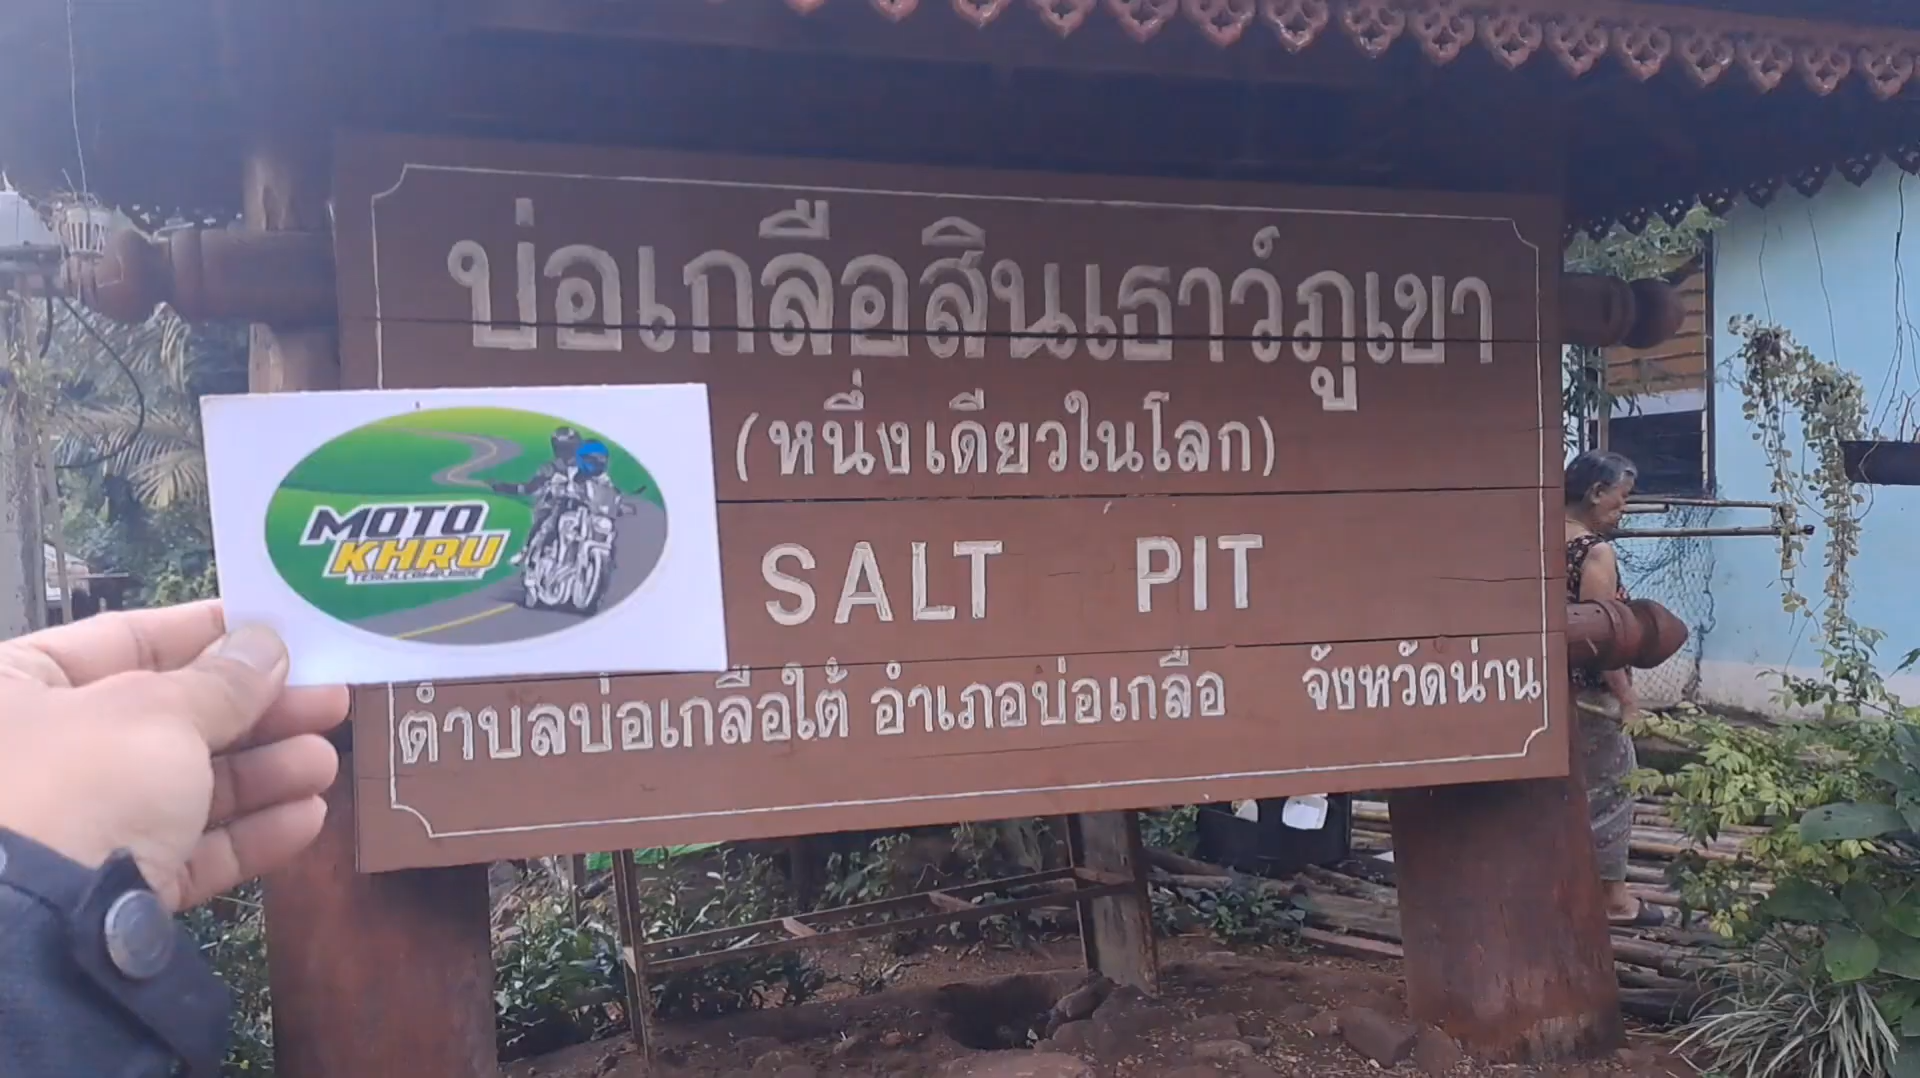 บ่อเกลือสินเธาว์ภูเขา
(หนึ่งเดียวในโลก)
MOTO
KHRU
TEACH.CAMP.RIDE
SALT PIT
ตำบลบ่อเกลือใต้ อำเภอบ่อเกลือ จังหวัดน่าน